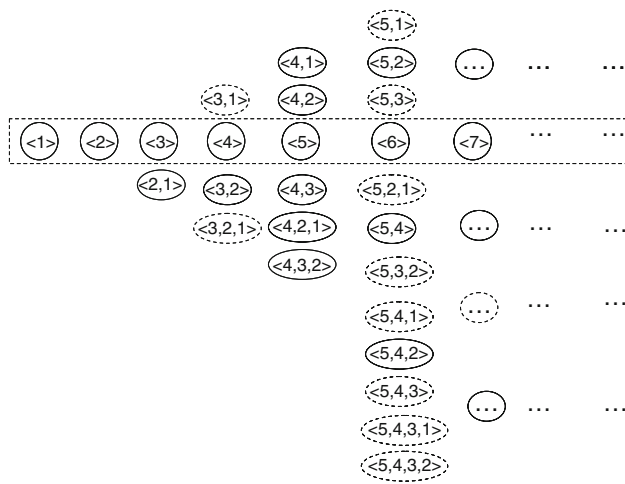 <5,1>
<4,1> <5,2> ... ... ...
<3,1> <4,2> <5,3>
<1> <2> <3> <4> <5> <6> <7> ... ...
<2,1> <3,2> <4,3> <5,2,1>
<3,2,1> <4,2,1> <5,4> ... ... ...
<4,3,2> <5,3,2>
<5,4,1> ... ... ...
<5,4,2>
<5,4,3> ... ... ...
<5,4,3,1>
<5,4,3,2>